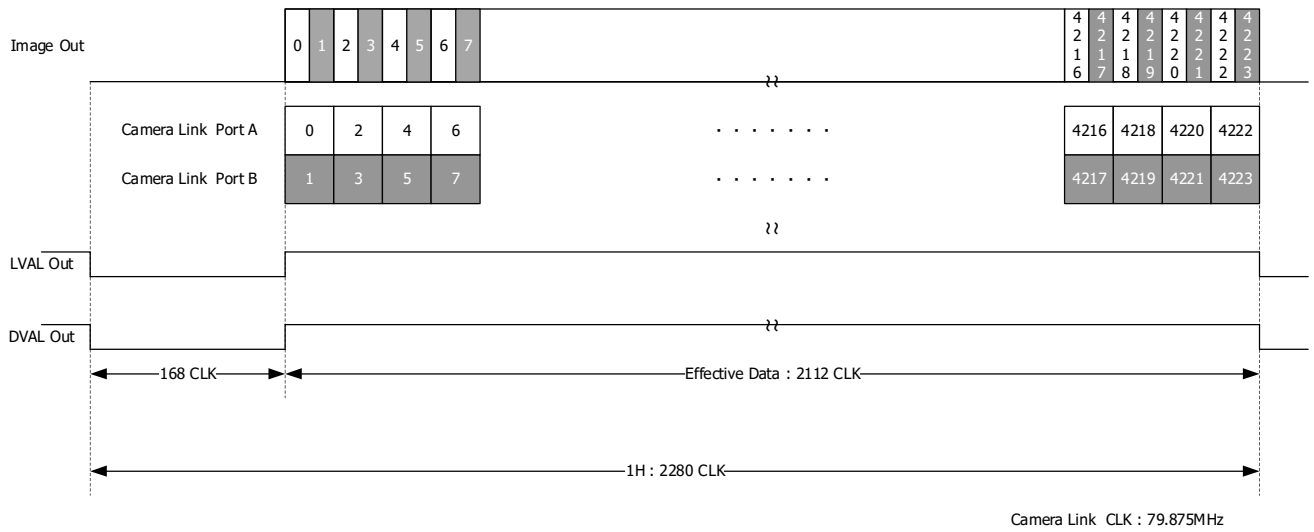 Image Out
0 1 2 3 4 5 6 7
4216 4217 4218 4219 4220 4221 4222 4223
Camera Link Port A
0 2 4 6
. . . . . . .
4216 4218 4220 4222
Camera Link Port B
1 3 5 7
. . . . . . .
4217 4219 4221 4223
LVAL Out
DVAL Out
168 CLK
Effective Data : 2112 CLK
1H : 2280 CLK
Camera Link CLK : 79.875MHz